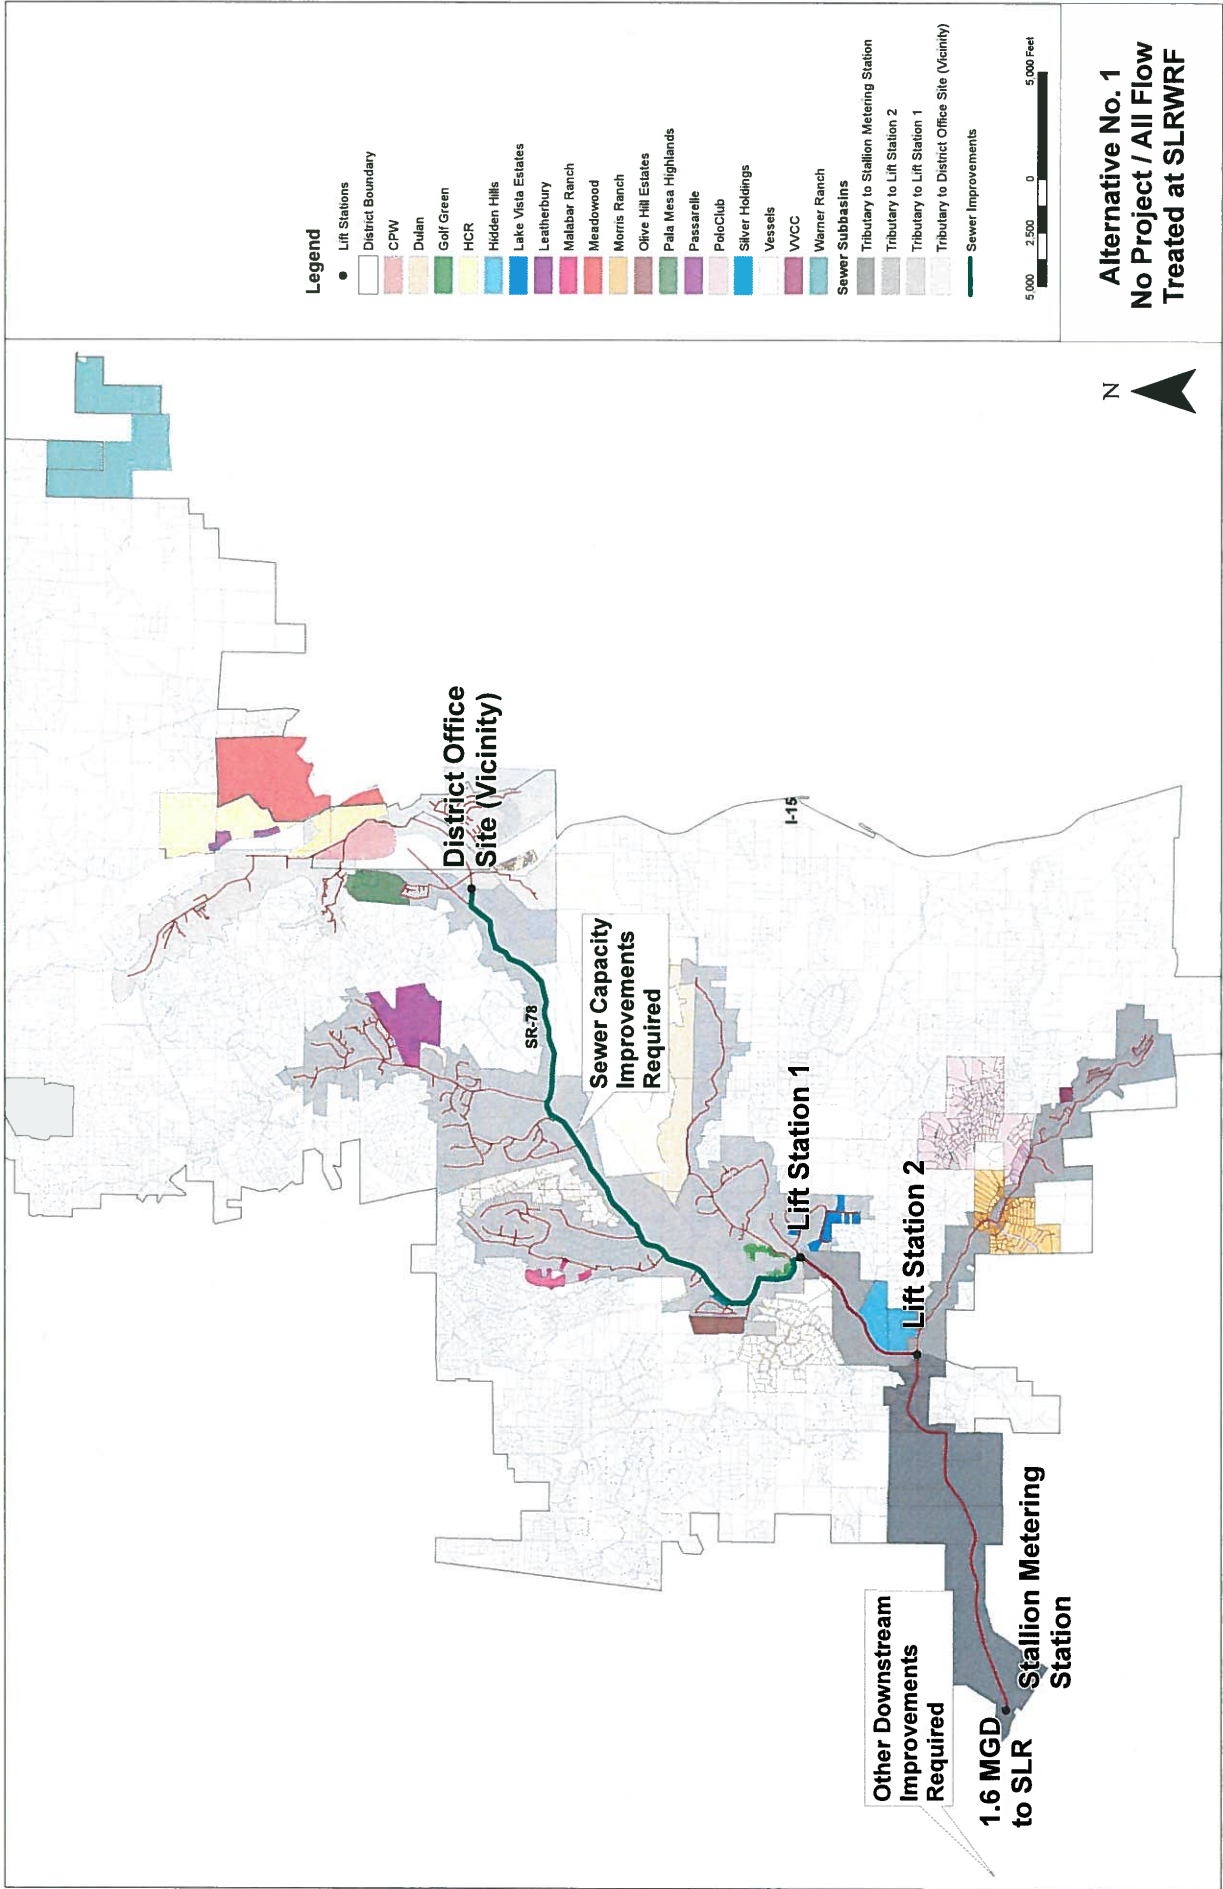 District Office
Site (Vicinity)
SR-78
I-15
Sewer Capacity
Improvements
Required
Lift Station 1
Lift Station 2
Stallion Metering
Station
Other Downstream
Improvements
Required
1.6 MGD
to SLR
N
Legend
Lift Stations
District Boundary
CPW
Dulan
Golf Green
HCR
Hidden Hills
Lake Vista Estates
Leatherbury
Malabar Ranch
Meadowood
Morris Ranch
Olive Hill Estates
Pala Mesa Highlands
Passarelle
PoloClub
Silver Holdings
Vessels
VVCC
Warner Ranch
Sewer Subbasins
Tributary to Stallion Metering Station
Tributary to Lift Station 2
Tributary to Lift Station 1
Tributary to District Office Site (Vicinity)
Sewer Improvements
5,000 2,500 0 5,000 Feet
Alternative No. 1
No Project / All Flow
Treated at SLRWRF